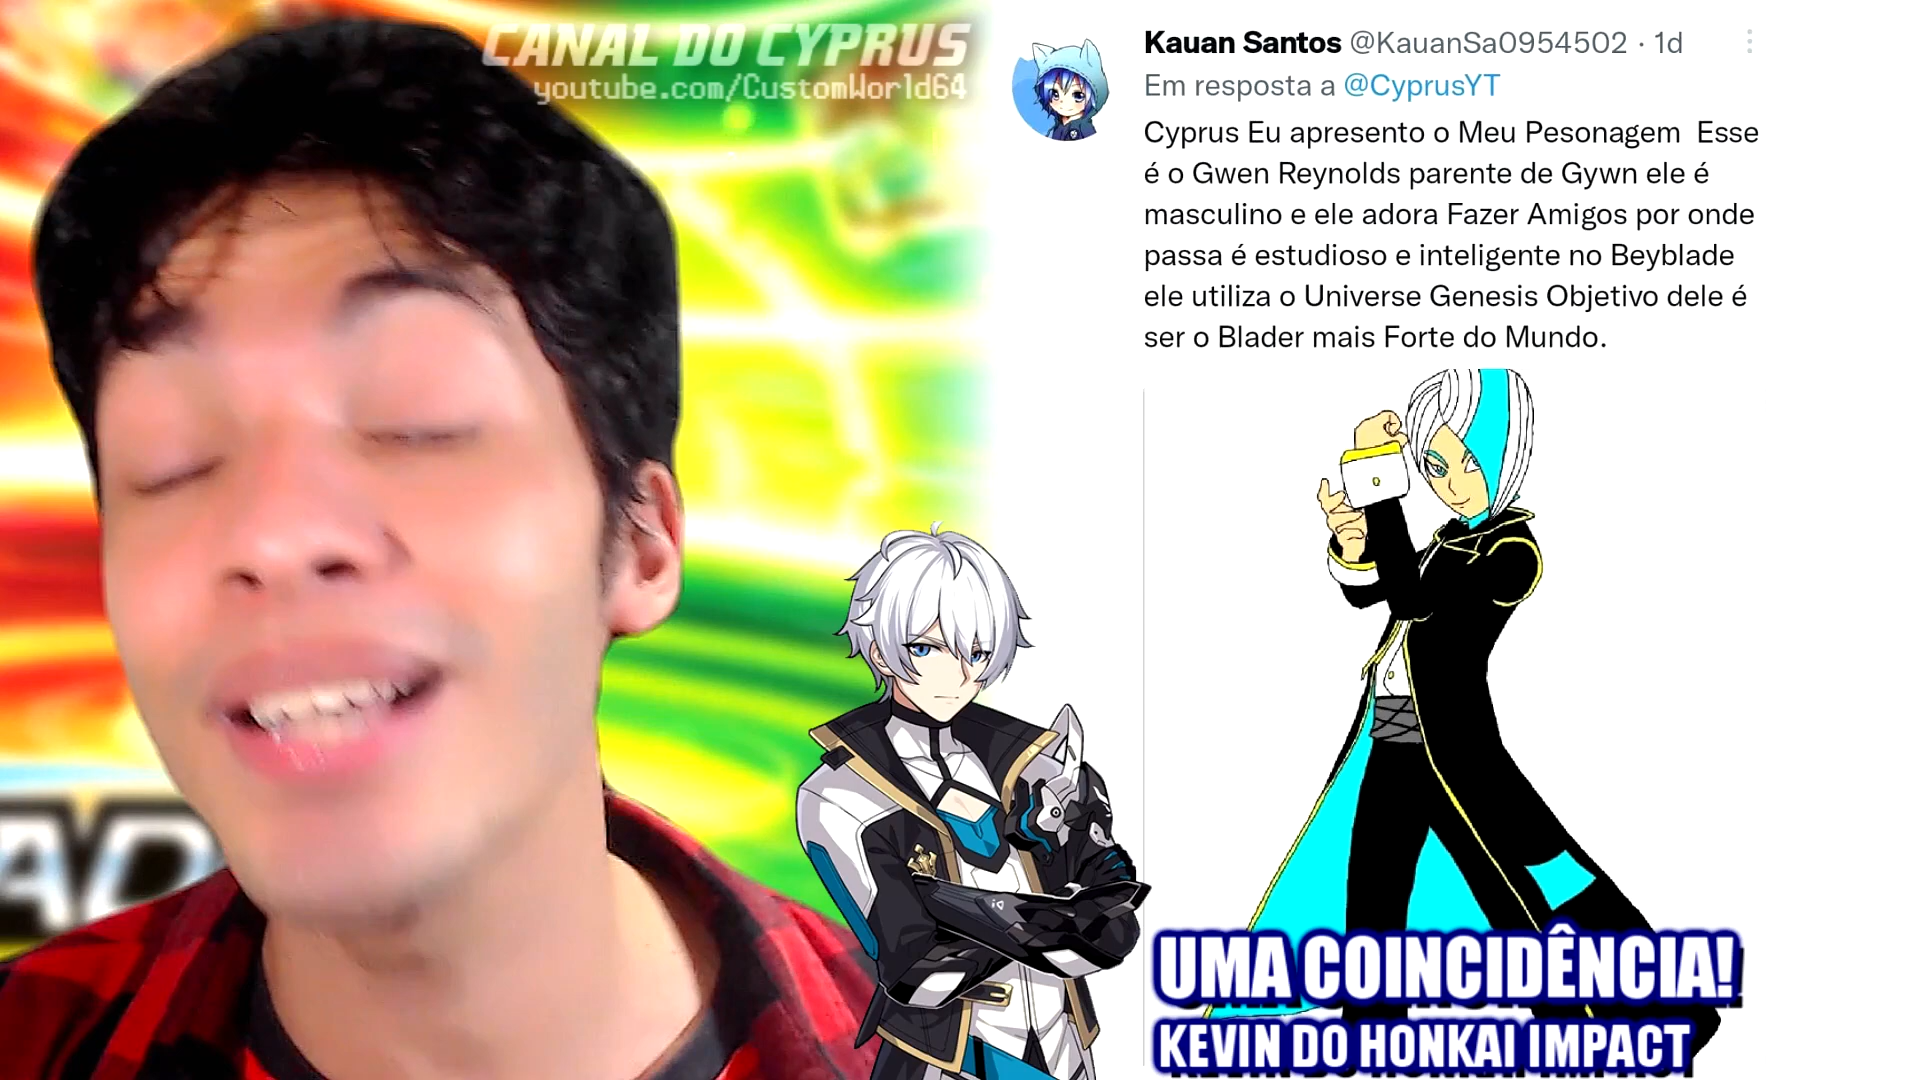 CANAL DO CYPRUS
youtube.com/CustomWorld64
Kauan Santos @KauanSa0954502 · 1d
Em resposta a @CyprusYT
Cyprus Eu apresento o Meu Pesonagem Esse
é o Gwen Reynolds parente de Gywn ele é
masculino e ele adora Fazer Amigos por onde
passa é estudioso e inteligente no Beyblade
ele utiliza o Universe Genesis Objetivo dele é
ser o Blader mais Forte do Mundo.
AD
UMA COINCIDÊNCIA!
KEVIN DO HONKAI IMPACT